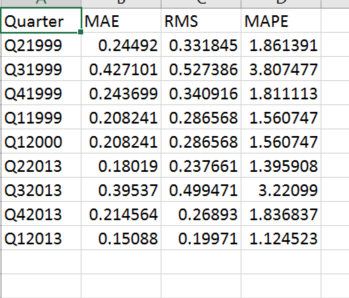 Quarter MAE RMS MAPE
Q21999 0.24492 0.331845 1.861391
Q31999 0.427101 0.527386 3.807477
Q41999 0.243699 0.340916 1.811113
Q11999 0.208241 0.286568 1.560747
Q12000 0.208241 0.286568 1.560747
Q22013 0.18019 0.237661 1.395908
Q32013 0.39537 0.499471 3.22099
Q42013 0.214564 0.26893 1.836837
Q12013 0.15088 0.19971 1.124523